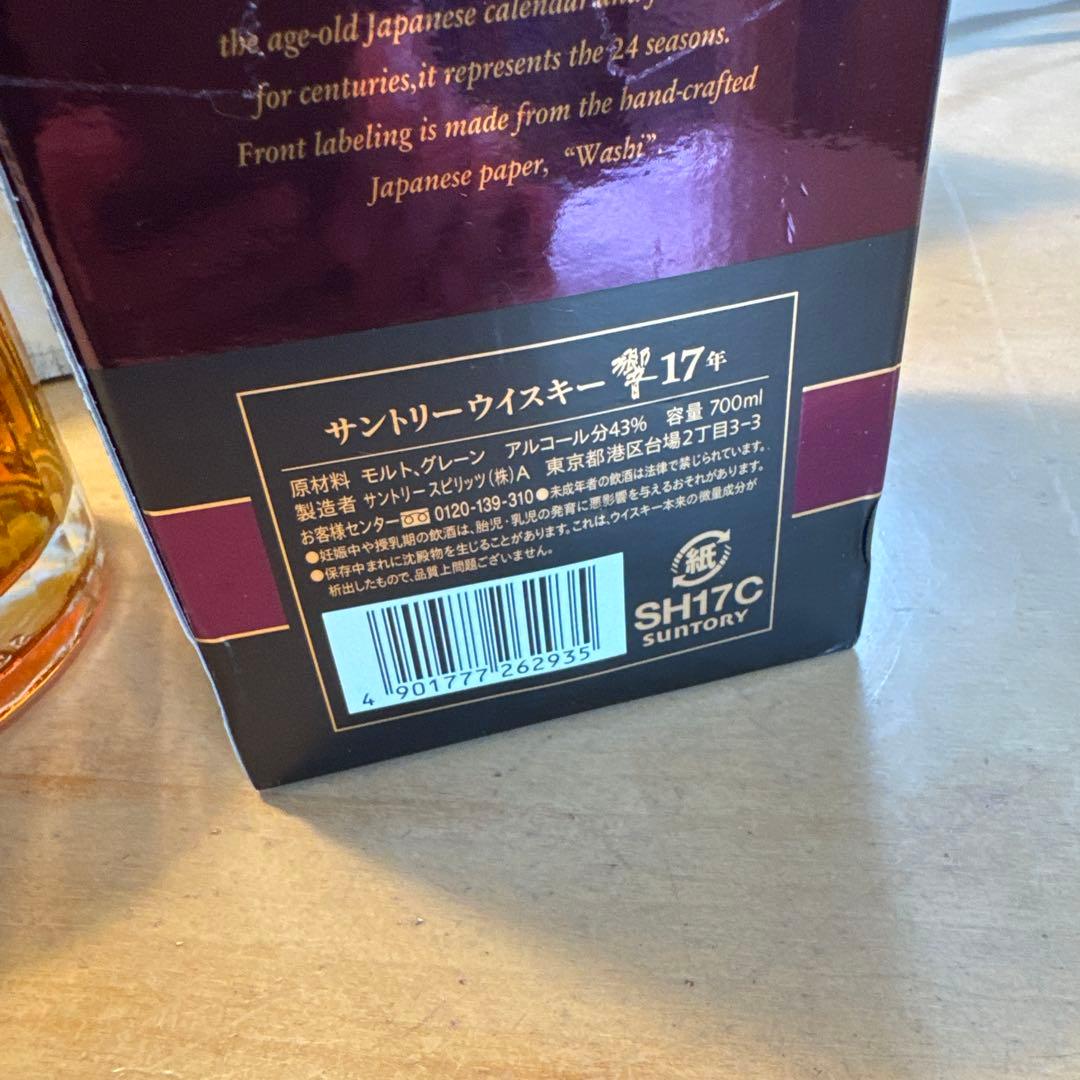 the age-old Japanese calendar and
for centuries,it represents the 24 seasons.
Front labeling is made from the hand-crafted
Japanese paper, “Washi”.
サントリーウイスキー 響 17年
原材料 モルト、グレーン アルコール分43% 容量 700ml
製造者 サントリースピリッツ(株)A 東京都港区台場2丁目3-3
お客様センター 0120-139-310 ●未成年者の飲酒は法律で禁じられています。
●妊娠中や授乳期の飲酒は、胎児・乳児の発育に悪影響を与えるおそれがあります。
●保存中まれに沈殿物を生じることがあります。これは、ウイスキー本来の微量成分が
析出したもので、品質上問題ございません。
紙
SH17C
SUNTORY
4 901777 262935